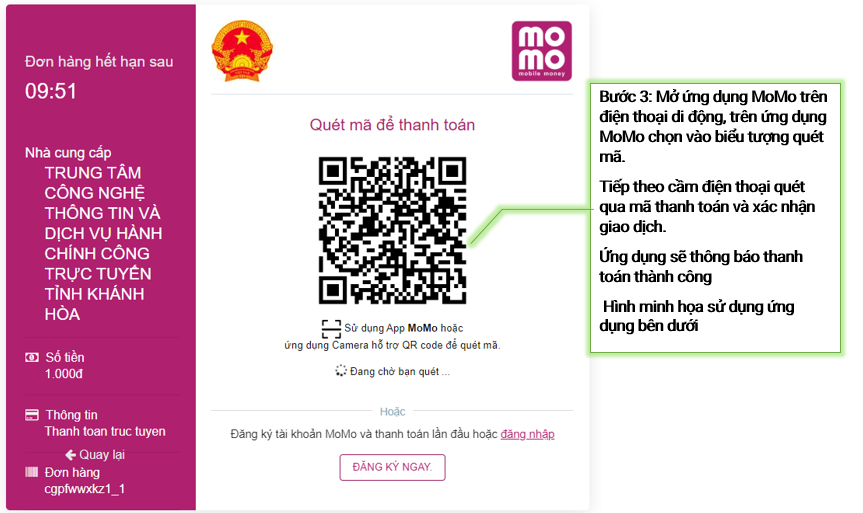 Đơn hàng hết hạn sau
09:51
Nhà cung cấp
TRUNG TÂM
CÔNG NGHỆ
THÔNG TIN VÀ
DỊCH VỤ HÀNH
CHÍNH CÔNG
TRỰC TUYẾN
TỈNH KHÁNH
HÒA
Số tiền
1.000đ
Thông tin
Thanh toan truc tuyen
Quay lại
Đơn hàng
cgpfwwxkz1_1
mo
mo
mobile money
Quét mã để thanh toán
Sử dụng App MoMo hoặc
ứng dụng Camera hỗ trợ QR code để quét mã.
Đang chờ bạn quét ...
Hoặc
Đăng ký tài khoản MoMo và thanh toán lần đầu hoặc đăng nhập
ĐĂNG KÝ NGAY.
Bước 3: Mở ứng dụng MoMo trên
điện thoại di động, trên ứng dụng
MoMo chọn vào biểu tượng quét
mã.
Tiếp theo cầm điện thoại quét
qua mã thanh toán và xác nhận
giao dịch.
Ứng dụng sẽ thông báo thanh
toán thành công
Hình minh họa sử dụng ứng
dụng bên dưới